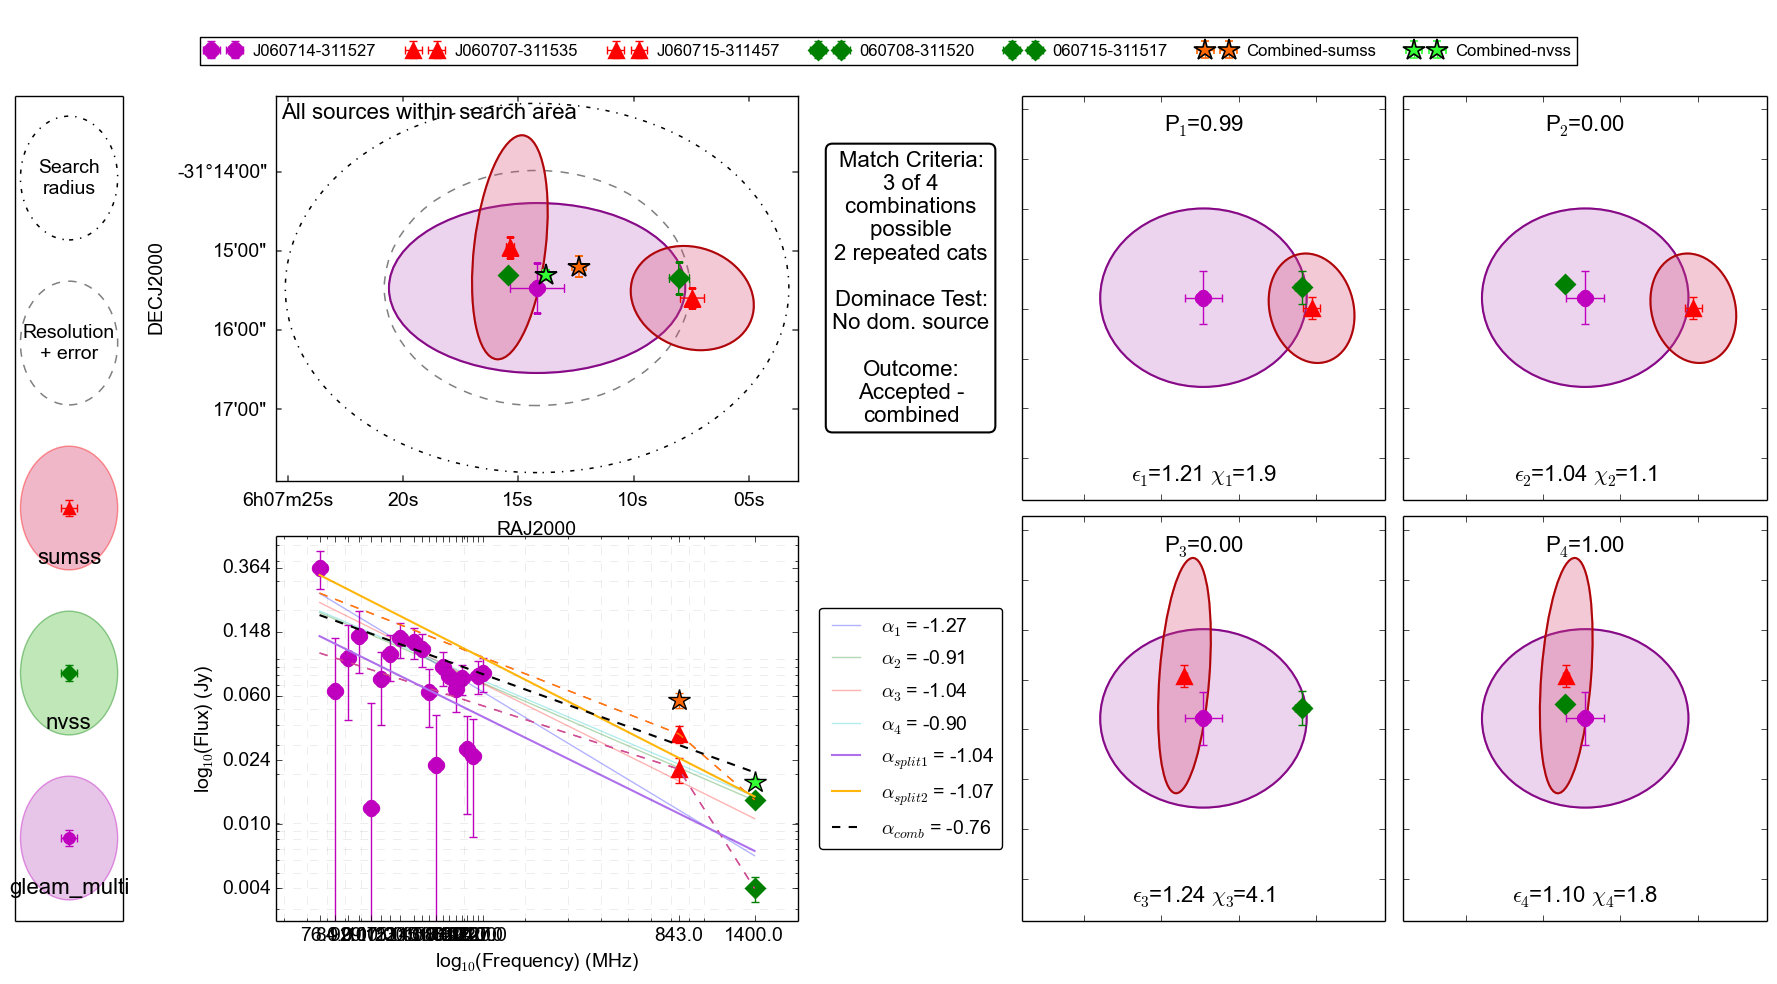 J060714-311527 J060707-311535 J060715-311457 060708-311520 060715-311517 Combined-sumss Combined-nvss
Search
radius
Resolution
+ error
sumss
nvss
gleam_multi
All sources within search area
DECJ2000
-31°14'00"
15'00"
16'00"
17'00"
6h07m25s 20s 15s 10s 05s
RAJ2000
Match Criteria:
3 of 4
combinations
possible
2 repeated cats
Dominace Test:
No dom. source
Outcome:
Accepted -
combined
P1=0.99
ϵ1=1.21 χ1=1.9
P2=0.00
ϵ2=1.04 χ2=1.1
log10(Flux) (Jy)
0.364
0.148
0.060
0.024
0.010
0.004
843.0 1400.0
log10(Frequency) (MHz)
α1 = -1.27
α2 = -0.91
α3 = -1.04
α4 = -0.90
αsplit1 = -1.04
αsplit2 = -1.07
αcomb = -0.76
P3=0.00
ϵ3=1.24 χ3=4.1
P4=1.00
ϵ4=1.10 χ4=1.8